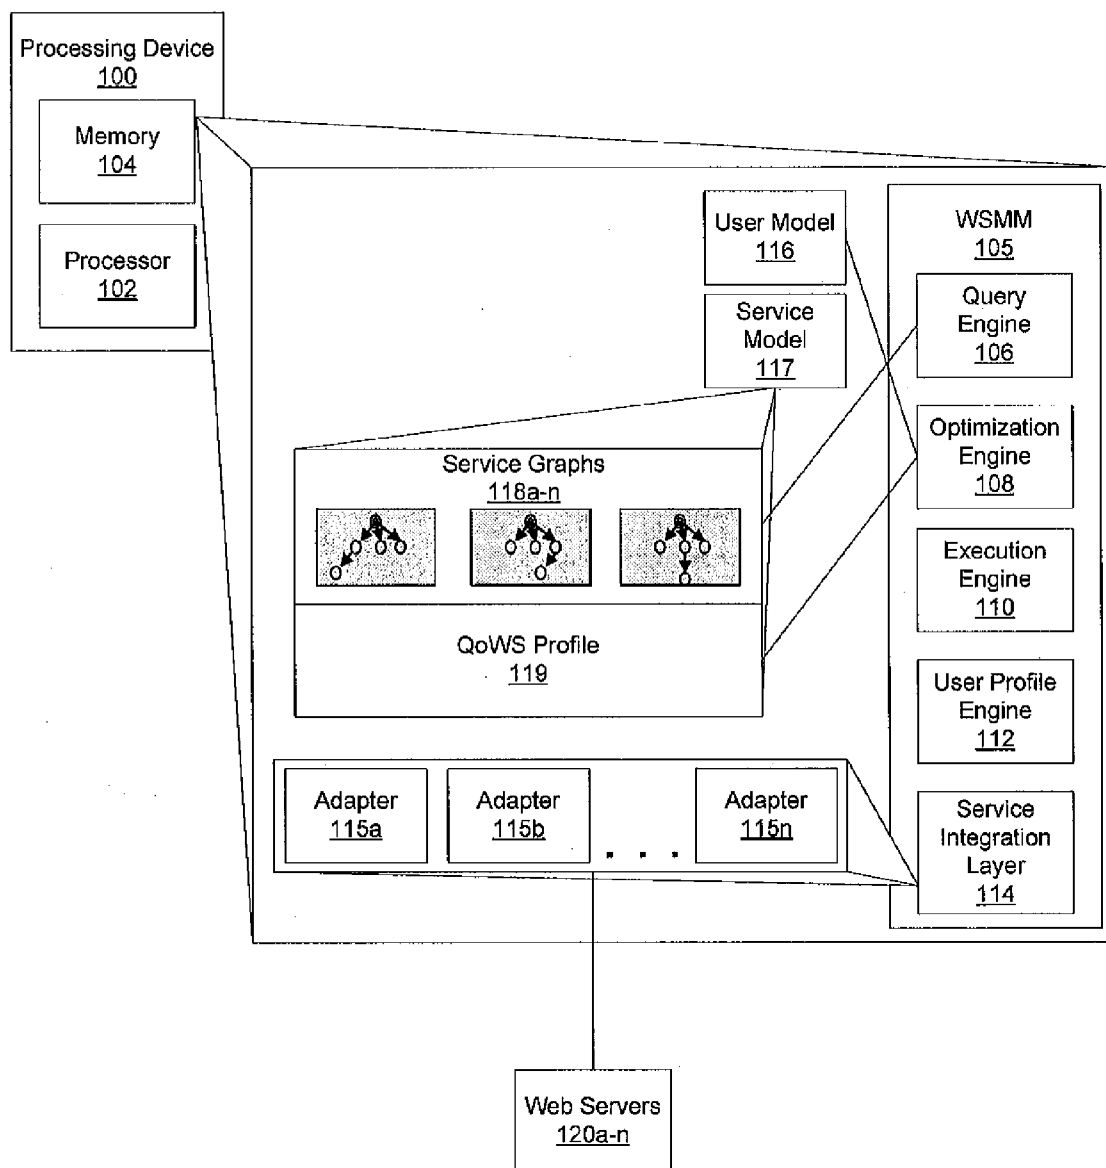 Processing Device
100
Memory
104
Processor
102
User Model
116
Service
Model
117
WSMM
105
Query
Engine
106
Optimization
Engine
108
Execution
Engine
110
User Profile
Engine
112
Service
Integration
Layer
114
Service Graphs
118a-n
QoWS Profile
119
Adapter
115a
Adapter
115b
. . .
Adapter
115n
Web Servers
120a-n